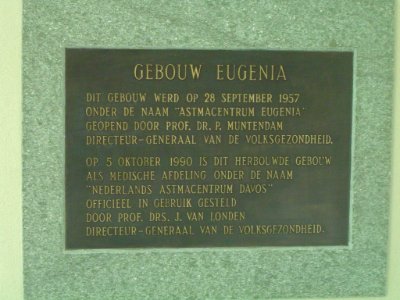 GEBOUW EUGENIA
DIT GEBOUW WERD OP 28 SEPTEMBER 1957
ONDER DE NAAM "ASTMACENTRUM EUGENIA"
GEOPEND DOOR PROF. DR. P. MUNTENDAM
DIRECTEUR-GENERAAL VAN DE VOLKSGEZONDHEID.
OP 5 OKTOBER 1990 IS DIT HERBOUWDE GEBOUW
ALS MEDISCHE AFDELING ONDER DE NAAM
"NEDERLANDS ASTMACENTRUM DAVOS"
OFFICIEEL IN GEBRUIK GESTELD
DOOR PROF. DRS. J. VAN LONDEN
DIRECTEUR-GENERAAL VAN DE VOLKSGEZONDHEID.